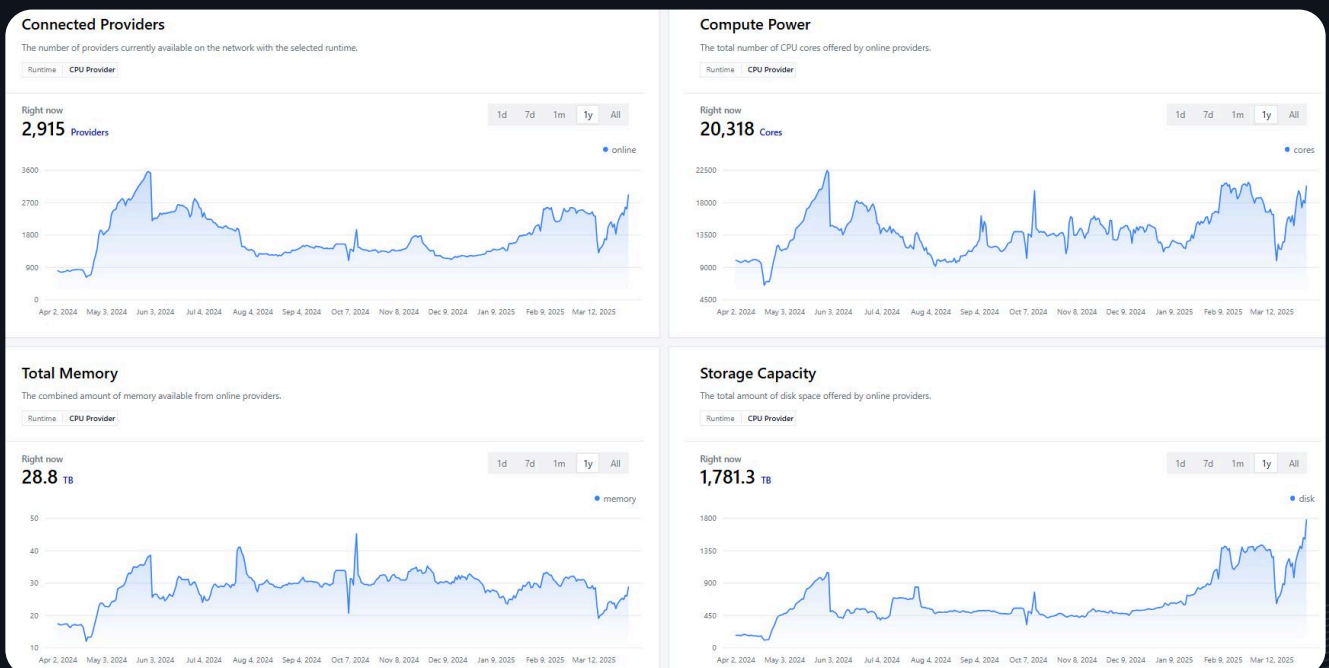 Connected Providers
The number of providers currently available on the network with the selected runtime.
Runtime CPU Provider
Right now
2,915 Providers
1d 7d 1m 1y All
online
3600
2700
1800
900
0
Apr 2, 2024 May 3, 2024 Jun 3, 2024 Jul 4, 2024 Aug 4, 2024 Sep 4, 2024 Oct 7, 2024 Nov 8, 2024 Dec 9, 2024 Jan 9, 2025 Feb 9, 2025 Mar 12, 2025
Compute Power
The total number of CPU cores offered by online providers.
Runtime CPU Provider
Right now
20,318 Cores
1d 7d 1m 1y All
cores
22500
18000
13500
9000
4500
Apr 2, 2024 May 3, 2024 Jun 3, 2024 Jul 4, 2024 Aug 4, 2024 Sep 4, 2024 Oct 7, 2024 Nov 8, 2024 Dec 9, 2024 Jan 9, 2025 Feb 9, 2025 Mar 12, 2025
Total Memory
The combined amount of memory available from online providers.
Runtime CPU Provider
Right now
28.8 TB
1d 7d 1m 1y All
memory
50
40
30
20
10
Apr 2, 2024 May 3, 2024 Jun 3, 2024 Jul 4, 2024 Aug 4, 2024 Sep 4, 2024 Oct 7, 2024 Nov 8, 2024 Dec 9, 2024 Jan 9, 2025 Feb 9, 2025 Mar 12, 2025
Storage Capacity
The total amount of disk space offered by online providers.
Runtime CPU Provider
Right now
1,781.3 TB
1d 7d 1m 1y All
disk
1800
1350
900
450
0
Apr 2, 2024 May 3, 2024 Jun 3, 2024 Jul 4, 2024 Aug 4, 2024 Sep 4, 2024 Oct 7, 2024 Nov 8, 2024 Dec 9, 2024 Jan 9, 2025 Feb 9, 2025 Mar 12, 2025